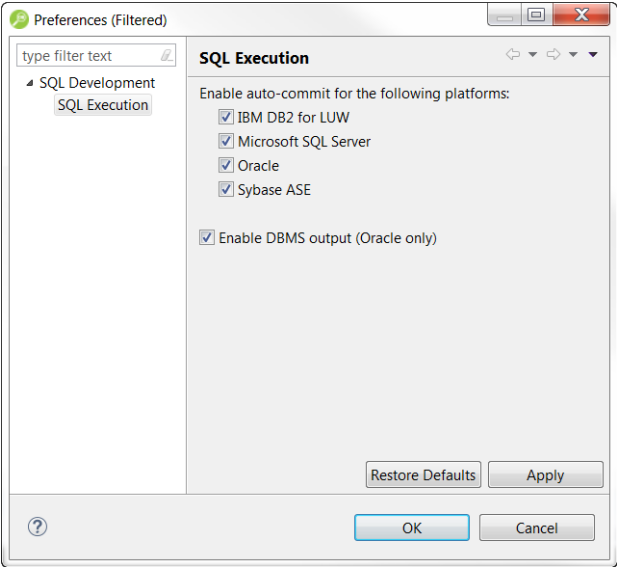 Preferences (Filtered)
type filter text
SQL Development
SQL Execution
SQL Execution
Enable auto-commit for the following platforms:
IBM DB2 for LUW
Microsoft SQL Server
Oracle
Sybase ASE
Enable DBMS output (Oracle only)
Restore Defaults
Apply
?
OK
Cancel